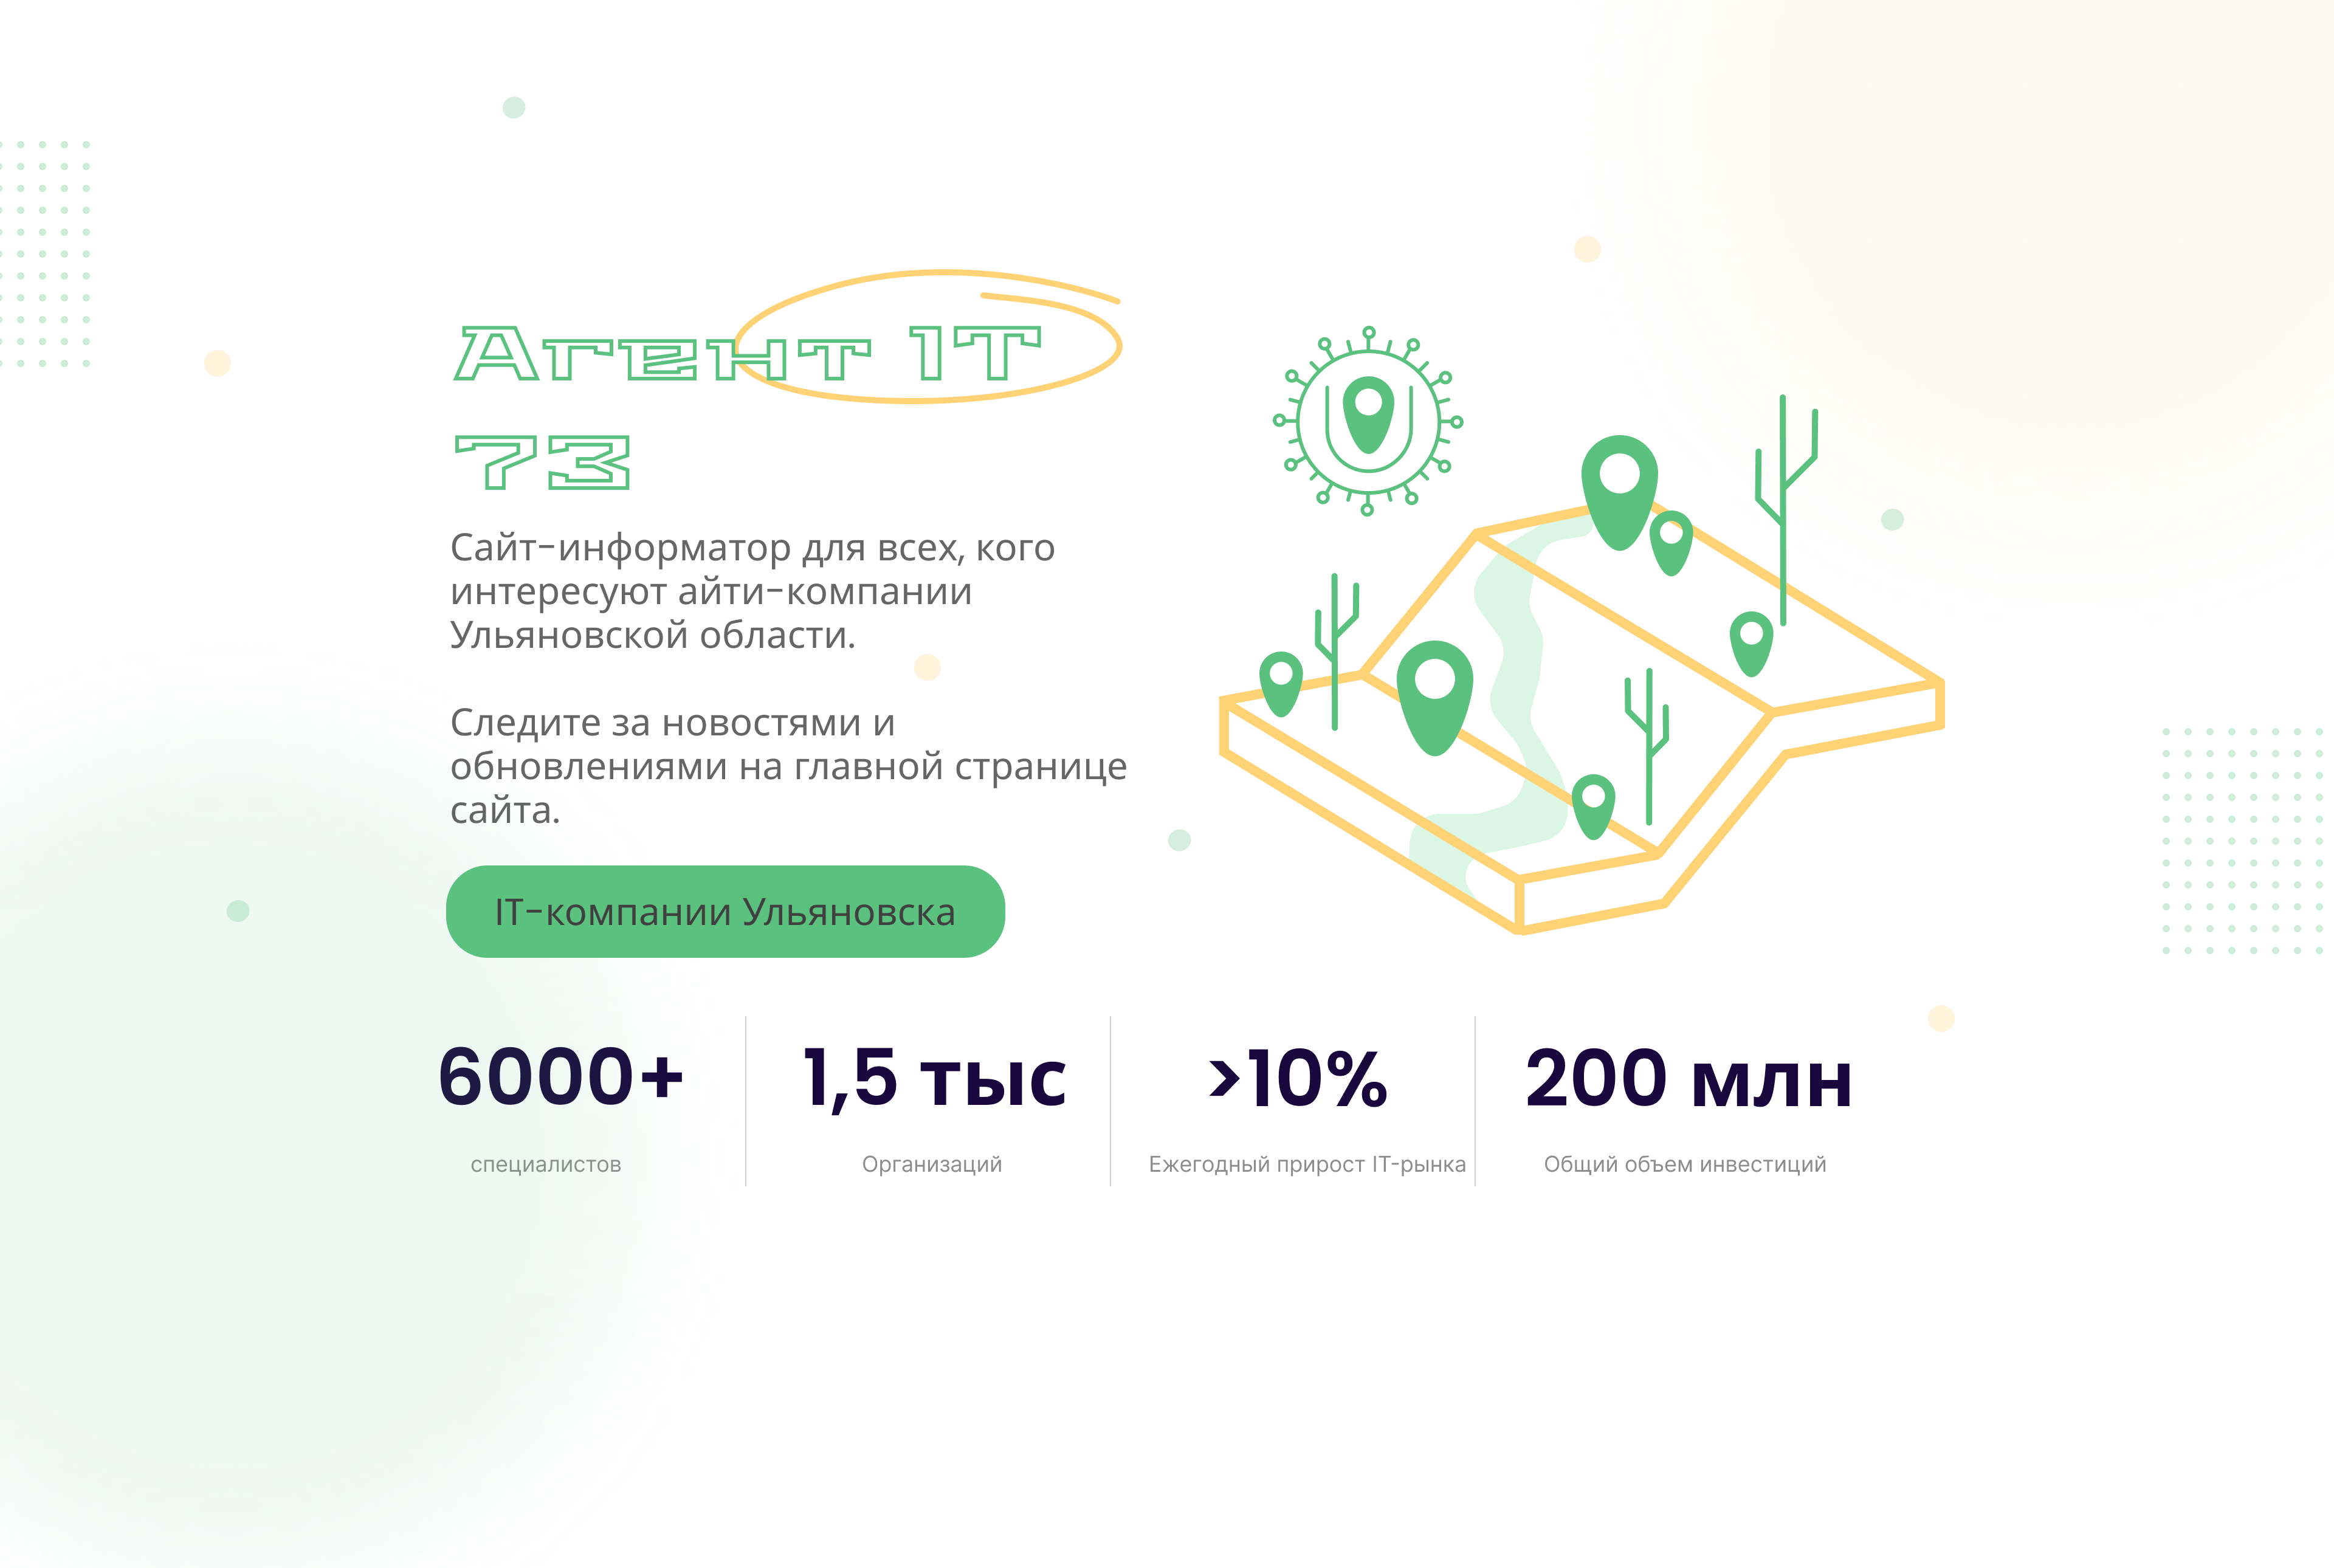 Агент IT
73
Сайт-информатор для всех, кого
интересуют айти-компании
Ульяновской области.
Следите за новостями и
обновлениями на главной странице
сайта.
IT-компании Ульяновска
6000+
специалистов
1,5 тыс
Организаций
>10%
Ежегодный прирост IT-рынка
200 млн
Общий объем инвестиций